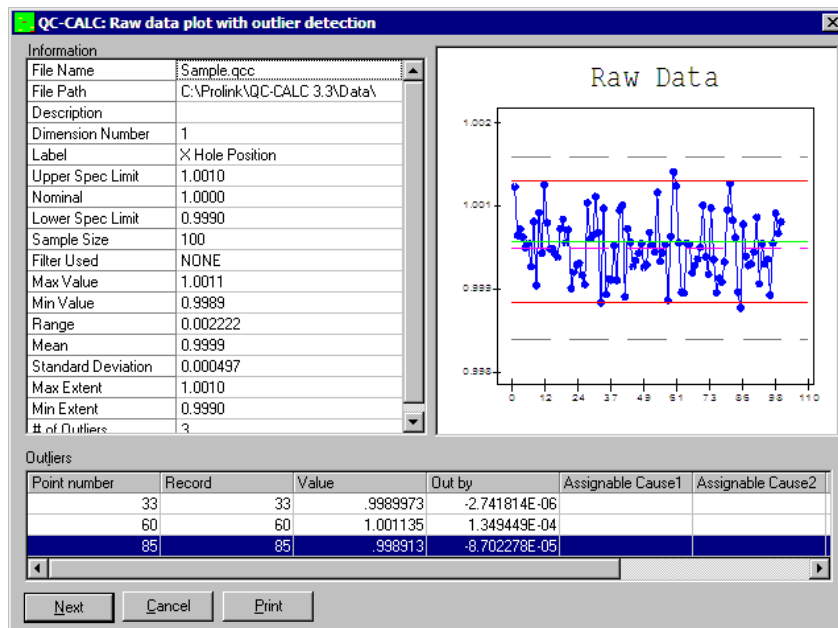 QC-CALC: Raw data plot with outlier detection
Information
File Name Sample.qcc
File Path C:\Prolink\QC-CALC 3.3\Data\
Description
Dimension Number 1
Label X Hole Position
Upper Spec Limit 1.0010
Nominal 1.0000
Lower Spec Limit 0.9990
Sample Size 100
Filter Used NONE
Max Value 1.0011
Min Value 0.9989
Range 0.002222
Mean 0.9999
Standard Deviation 0.000497
Max Extent 1.0010
Min Extent 0.9990
# of Outliers 3
Raw Data
1.002
1.001
0.999
0.998
0 12 24 37 49 61 73 86 98 110
Outliers
Point number Record Value Out by Assignable Cause1 Assignable Cause2
33 33 .9989973 -2.741814E-06
60 60 1.001135 1.349449E-04
85 85 .998913 -8.702278E-05
Next Cancel Print